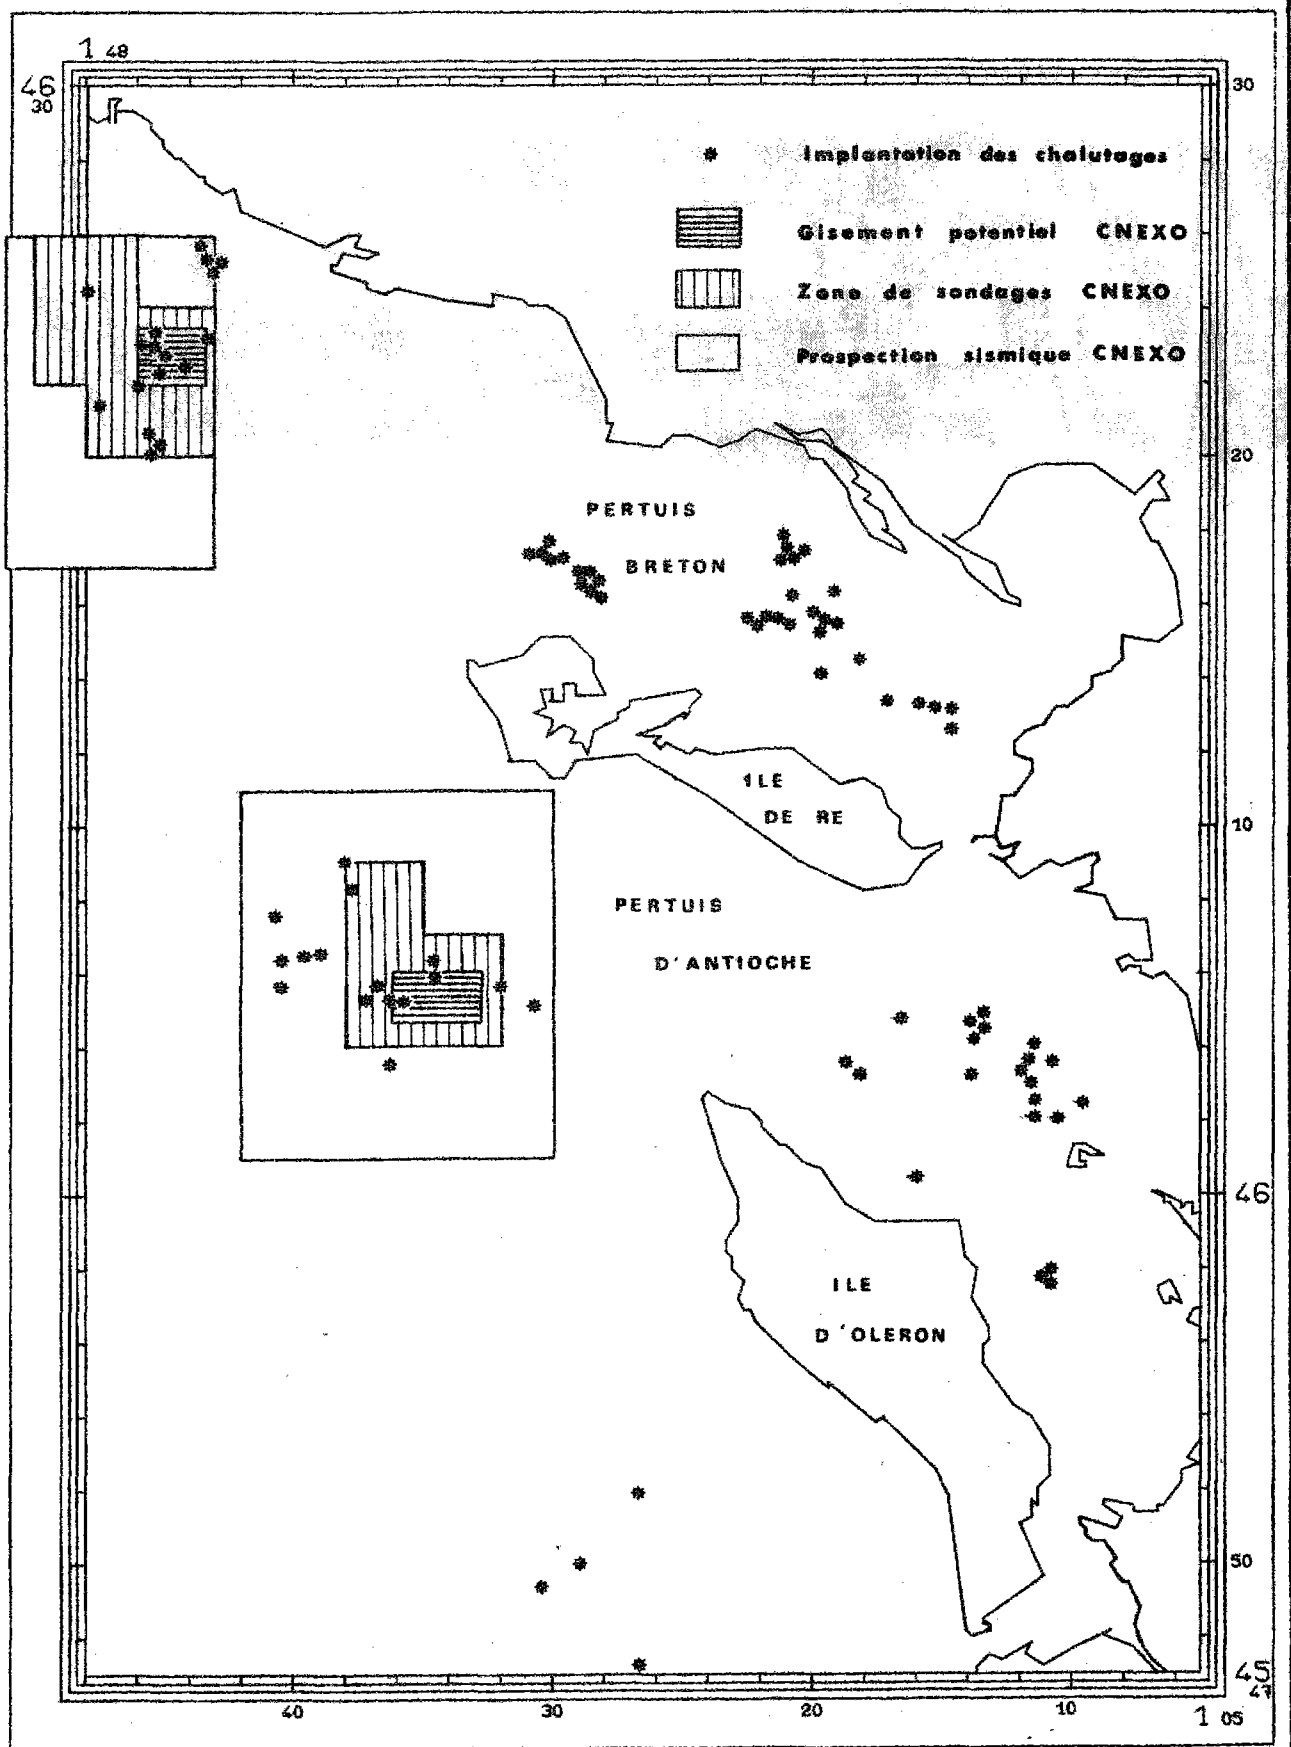 1 48
46
30
30
* Implantation des chalutages
Gisement potentiel CNEXO
Zone de sondages CNEXO
Prospection sismique CNEXO
20
PERTUIS
BRETON
ILE
DE RE
10
PERTUIS
D'ANTIOCHE
46
ILE
D'OLERON
50
45
47
40
30
20
10
1 05